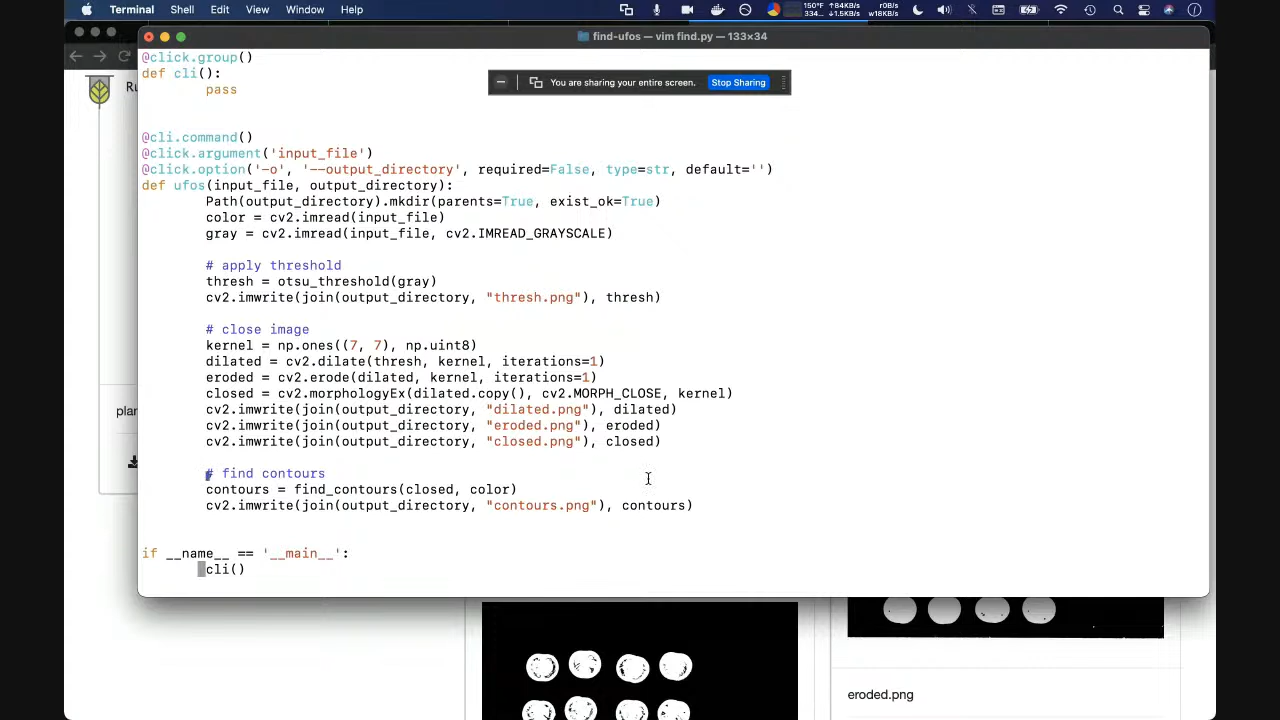 Terminal Shell Edit View Window Help
150°F ↑84KB/s r0B/s
334... ↓1.5KB/s w18KB/s
find-ufos — vim find.py — 133×34
You are sharing your entire screen. Stop Sharing
@click.group()
def cli():
pass
@cli.command()
@click.argument('input_file')
@click.option('-o', '--output_directory', required=False, type=str, default='')
def ufos(input_file, output_directory):
Path(output_directory).mkdir(parents=True, exist_ok=True)
color = cv2.imread(input_file)
gray = cv2.imread(input_file, cv2.IMREAD_GRAYSCALE)
# apply threshold
thresh = otsu_threshold(gray)
cv2.imwrite(join(output_directory, "thresh.png"), thresh)
# close image
kernel = np.ones((7, 7), np.uint8)
dilated = cv2.dilate(thresh, kernel, iterations=1)
eroded = cv2.erode(dilated, kernel, iterations=1)
closed = cv2.morphologyEx(dilated.copy(), cv2.MORPH_CLOSE, kernel)
cv2.imwrite(join(output_directory, "dilated.png"), dilated)
cv2.imwrite(join(output_directory, "eroded.png"), eroded)
cv2.imwrite(join(output_directory, "closed.png"), closed)
# find contours
contours = find_contours(closed, color)
cv2.imwrite(join(output_directory, "contours.png"), contours)
if __name__ == '__main__':
cli()
eroded.png